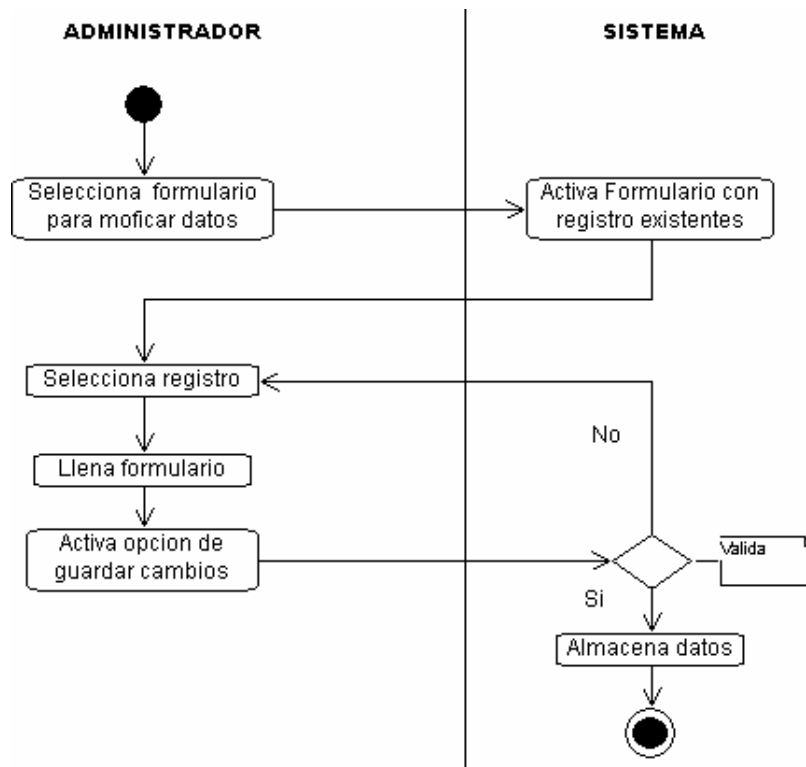 ADMINISTRADOR
SISTEMA
Selecciona formulario
para moficar datos
Activa Formulario con
registro existentes
Selecciona registro
No
Llena formulario
Activa opcion de
guardar cambios
Valida
Si
Almacena datos